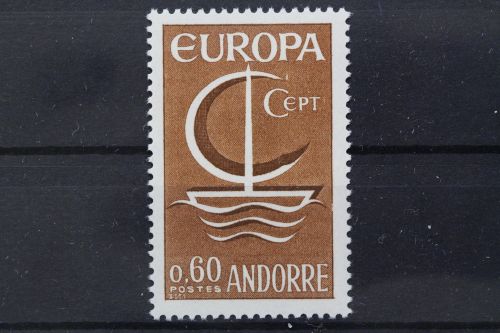 EUROPA
CEPT
0,60 ANDORRE
POSTES